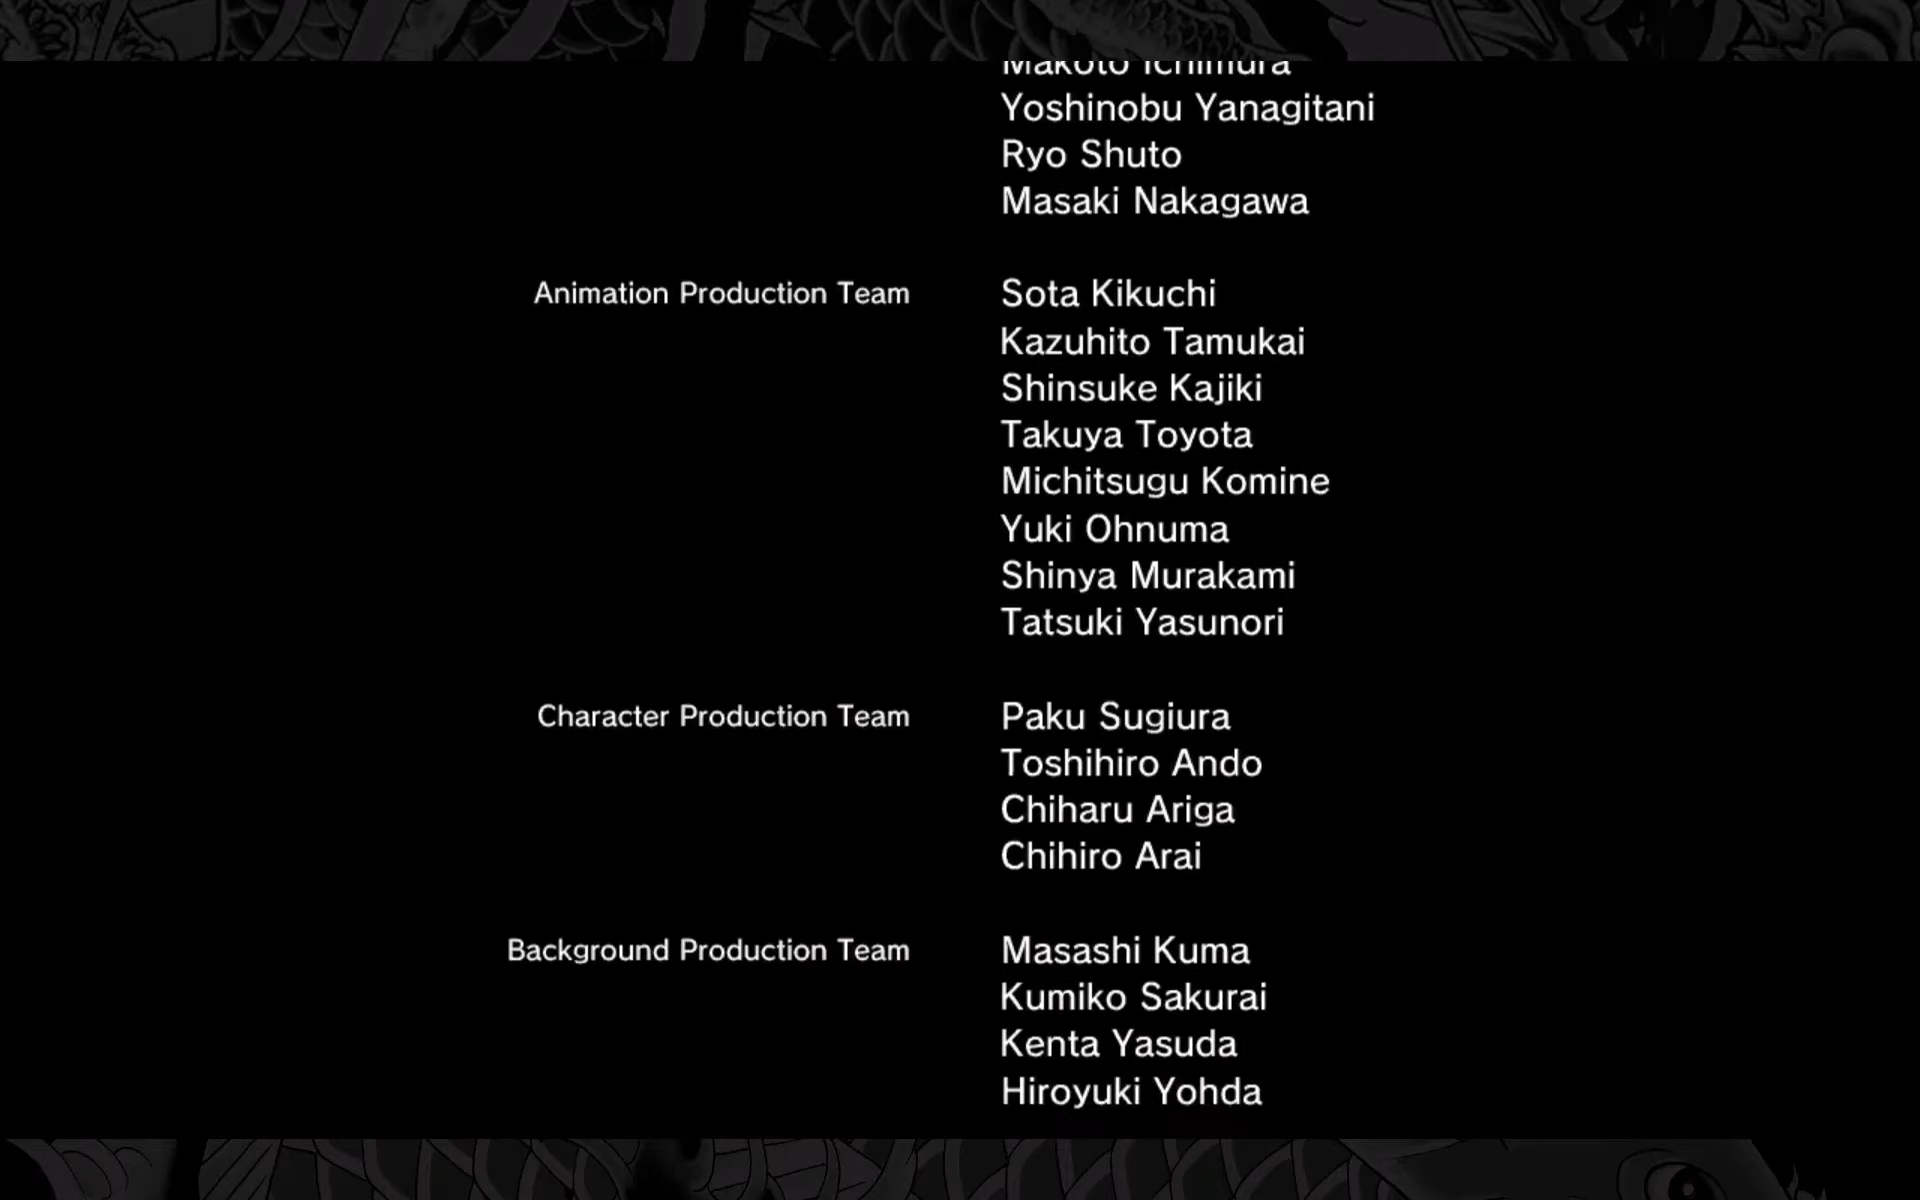 Makoto Ichimura
Yoshinobu Yanagitani
Ryo Shuto
Masaki Nakagawa
Animation Production Team Sota Kikuchi
Kazuhito Tamukai
Shinsuke Kajiki
Takuya Toyota
Michitsugu Komine
Yuki Ohnuma
Shinya Murakami
Tatsuki Yasunori
Character Production Team Paku Sugiura
Toshihiro Ando
Chiharu Ariga
Chihiro Arai
Background Production Team Masashi Kuma
Kumiko Sakurai
Kenta Yasuda
Hiroyuki Yohda